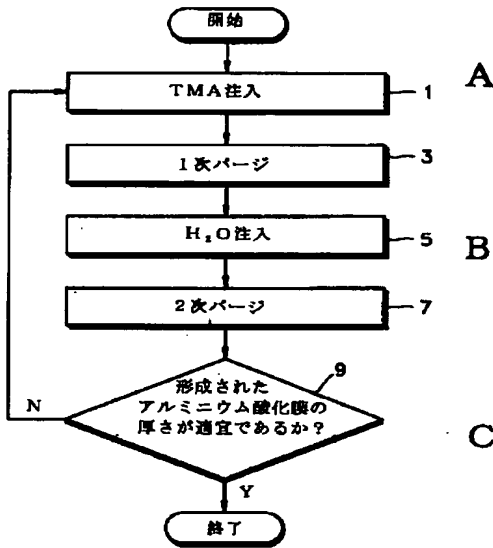 開始
A
TMA注入
1
1次パージ
3
H₂O注入
5
B
2次パージ
7
9
形成された
アルミニウム酸化膜の
厚さが適宜であるか?
N
C
Y
終了